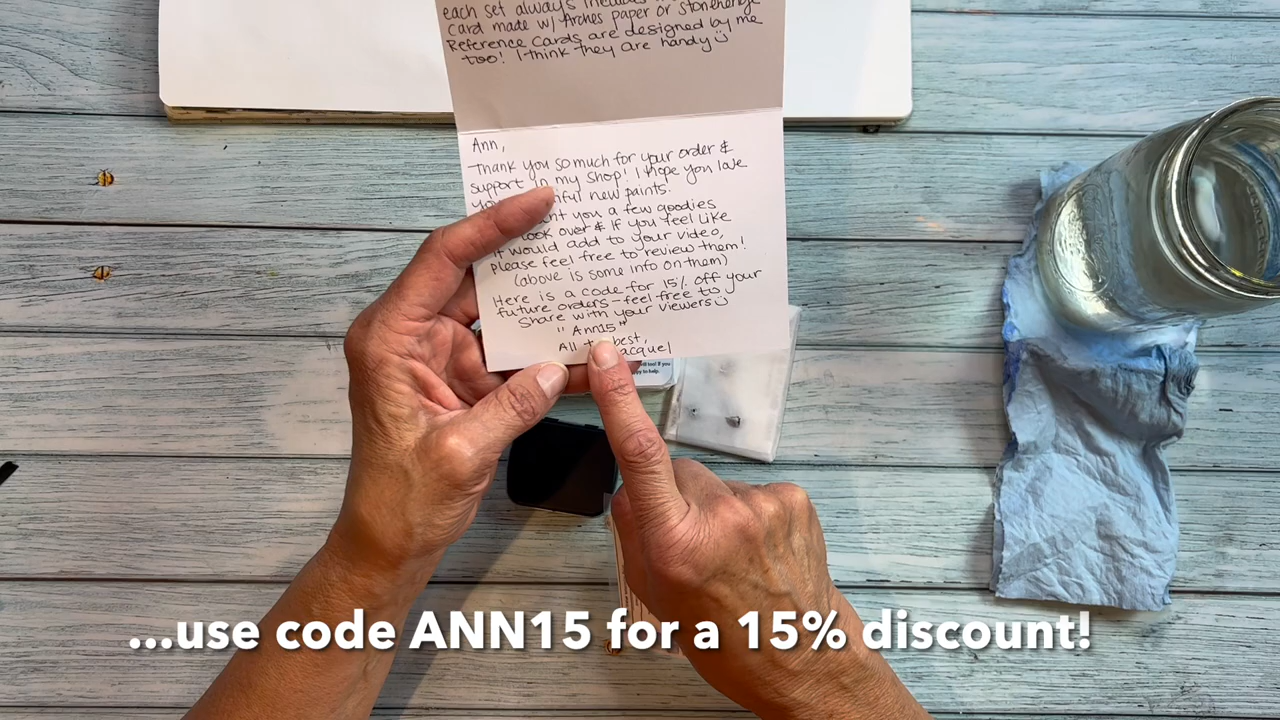 each set always includes
card made w/ Arches paper or Stonehenge
Reference Cards are designed by me
too! I think they are handy
Ann,
Thank you so much for your order &
support in my shop! I hope you love
new paints.
you a few goodies
look over & if you feel like
it would add to your video,
Please feel free to review them!
(above is some info on them)
Here is a code for 15% off your
future orders - feel free to
Share with your viewers
"Ann15"
All best,
acquel
...use code ANN15 for a 15% discount!